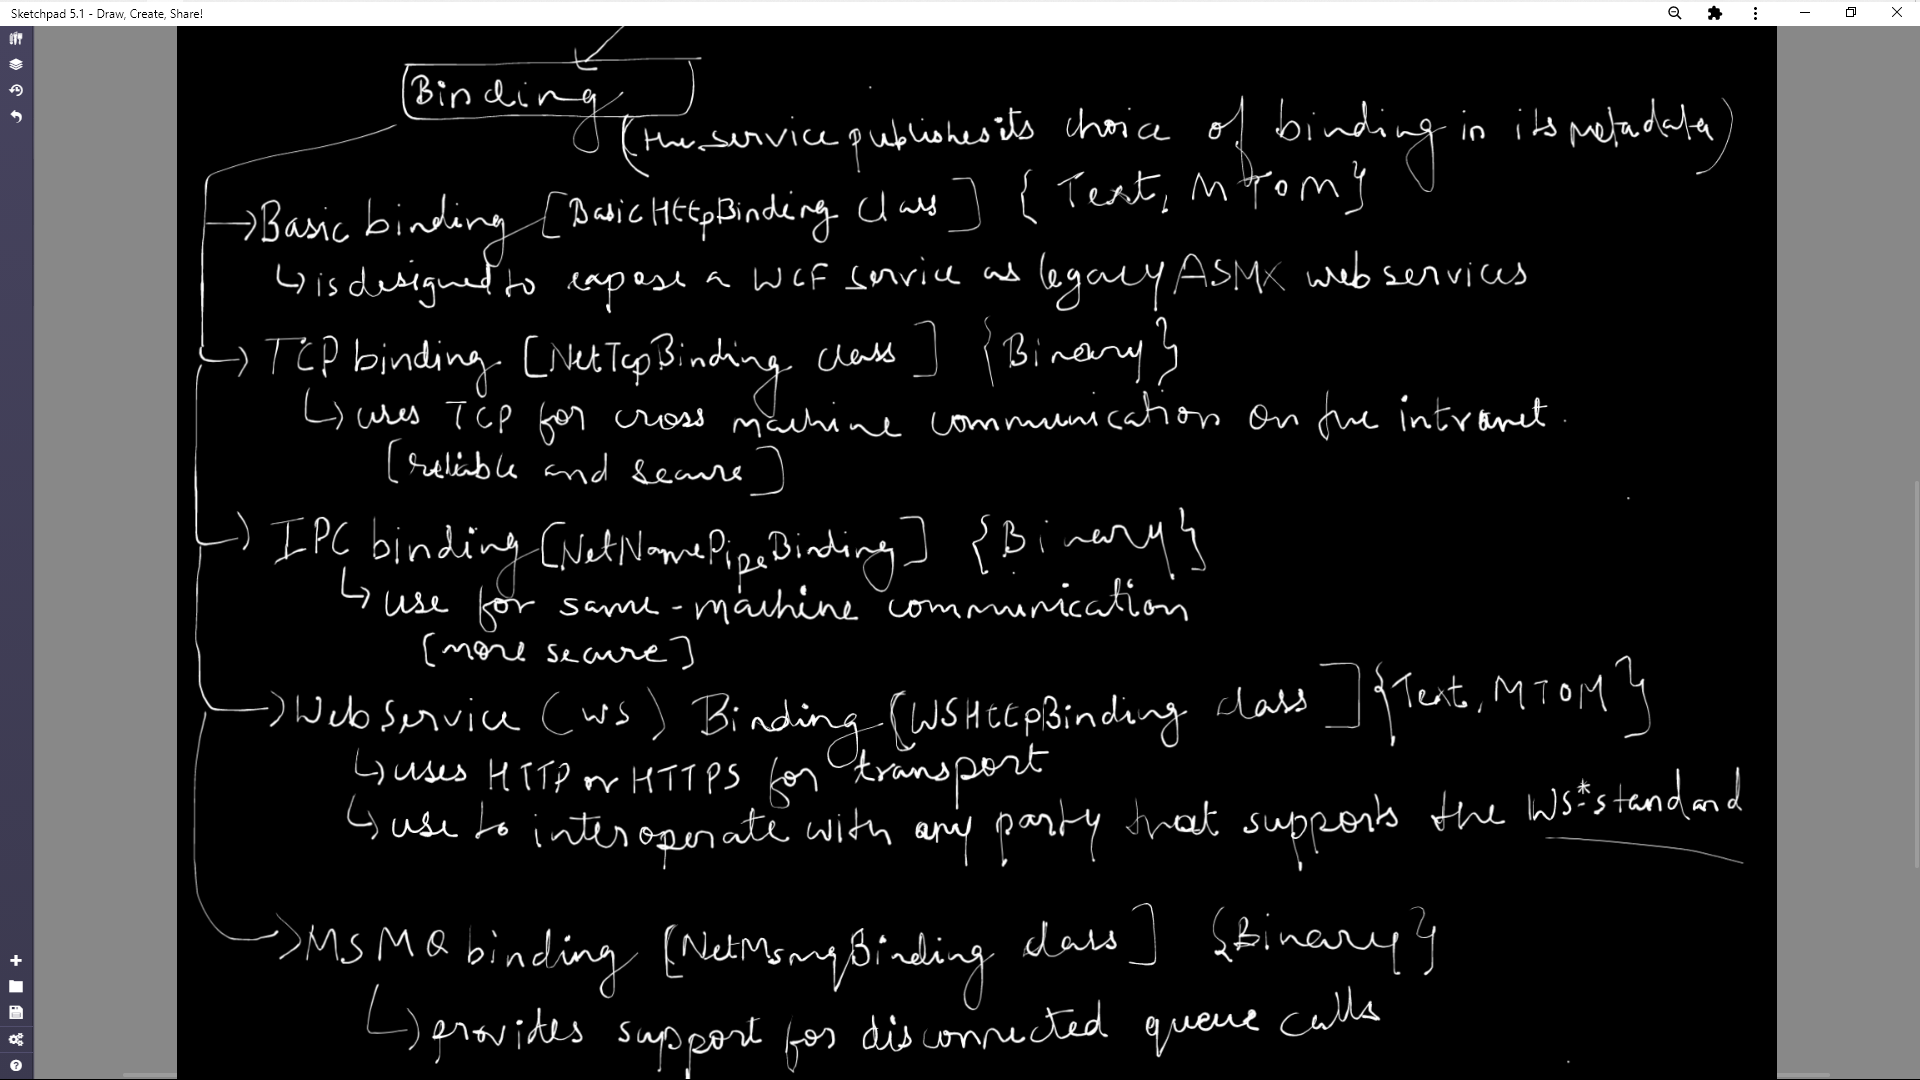 Sketchpad 5.1 - Draw, Create, Share!
Binding
(the service publishes its choice of binding in its metadata)
Basic binding [BasicHttpBinding class] {Text, MTOM}
is designed to expose a WCF service as legacy ASMX web services
TCP binding [NetTcpBinding class] {Binary}
uses TCP for cross machine communication on the intranet.
[reliable and secure]
IPC binding [NetNamePipeBinding] {Binary}
use for same-machine communication
[more secure]
Web Service (WS) Binding [WSHttpBinding class] {Text, MTOM}
uses HTTP or HTTPS for transport
use to interoperate with any party that supports the WS-* standard
MSMQ binding [NetMsmqBinding class] {Binary}
provides support for disconnected queue calls